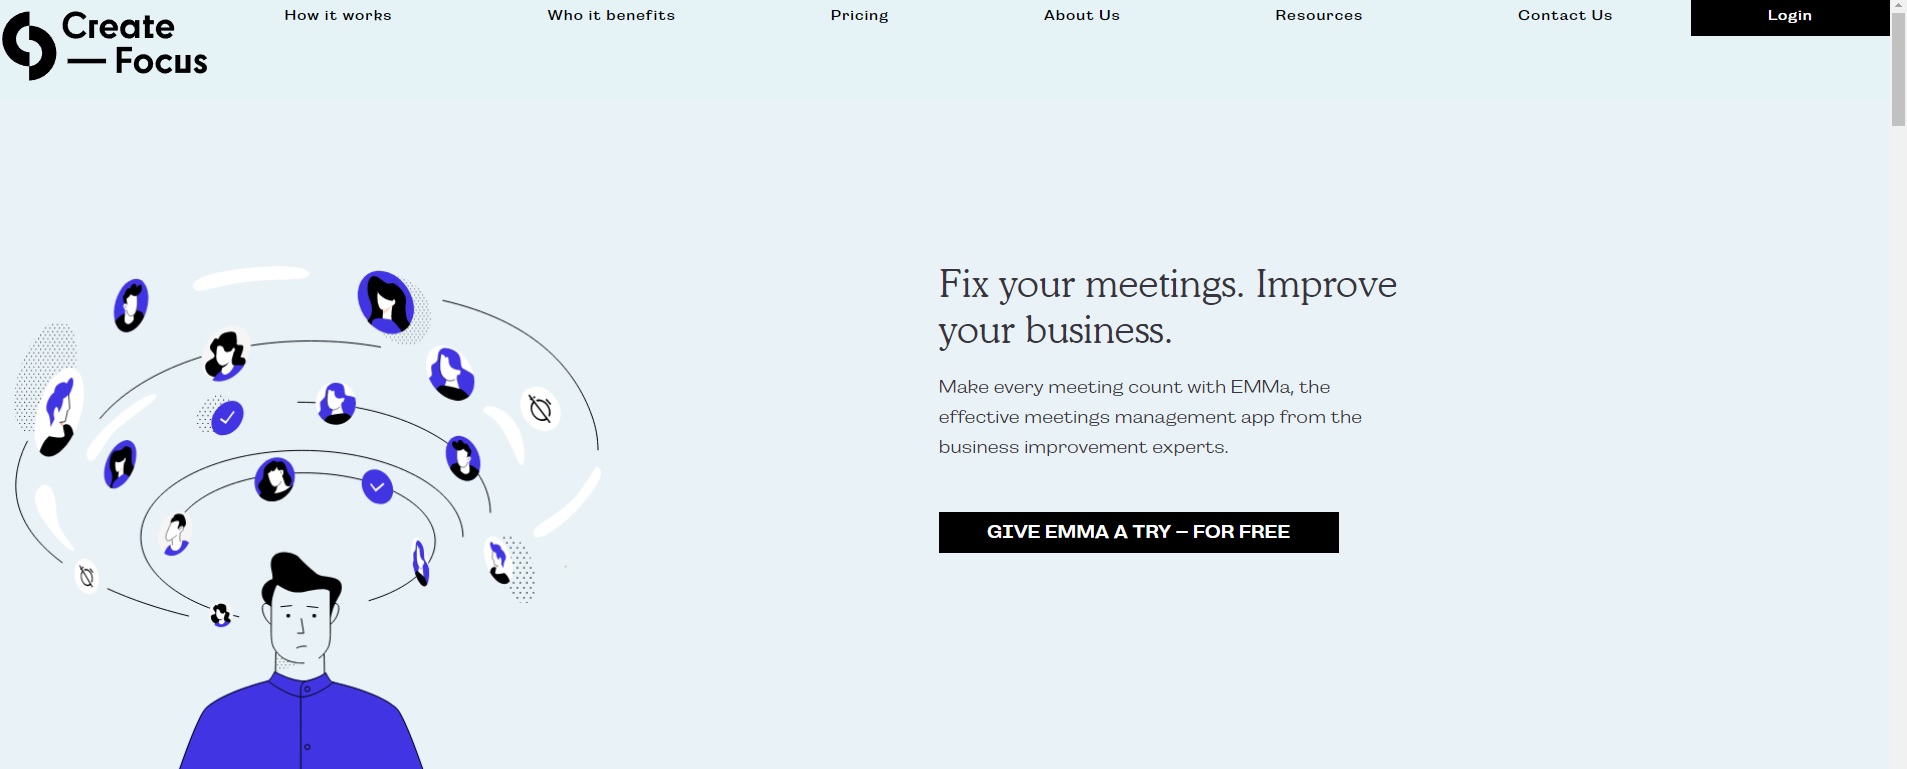 Create
Focus
How it works
Who it benefits
Pricing
About Us
Resources
Contact Us
Login
Fix your meetings. Improve
your business.
Make every meeting count with EMMa, the
effective meetings management app from the
business improvement experts.
GIVE EMMA A TRY – FOR FREE